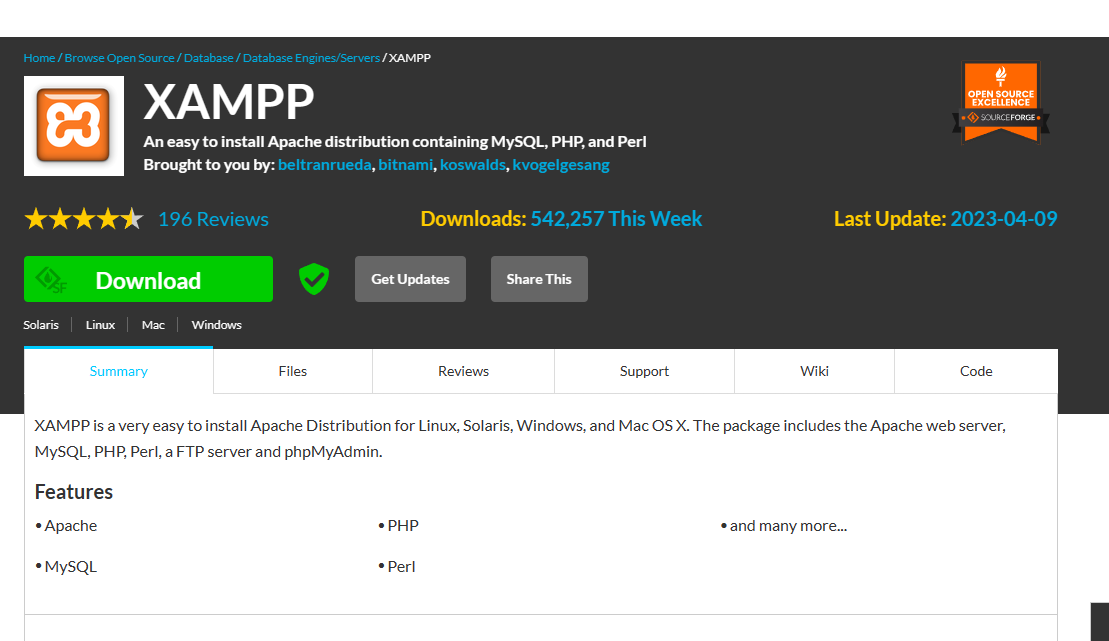 Home / Browse Open Source / Database / Database Engines/Servers / XAMPP
XAMPP
An easy to install Apache distribution containing MySQL, PHP, and Perl
Brought to you by: beltranrueda, bitnami, koswalds, kvogelgesang
OPEN SOURCE
EXCELLENCE
SOURCEFORGE
196 Reviews
Downloads: 542,257 This Week
Last Update: 2023-04-09
SF
Download
Get Updates
Share This
Solaris
Linux
Mac
Windows
Summary
Files
Reviews
Support
Wiki
Code
XAMPP is a very easy to install Apache Distribution for Linux, Solaris, Windows, and Mac OS X. The package includes the Apache web server,
MySQL, PHP, Perl, a FTP server and phpMyAdmin.
Features
• Apache
• PHP
• and many more...
• MySQL
• Perl